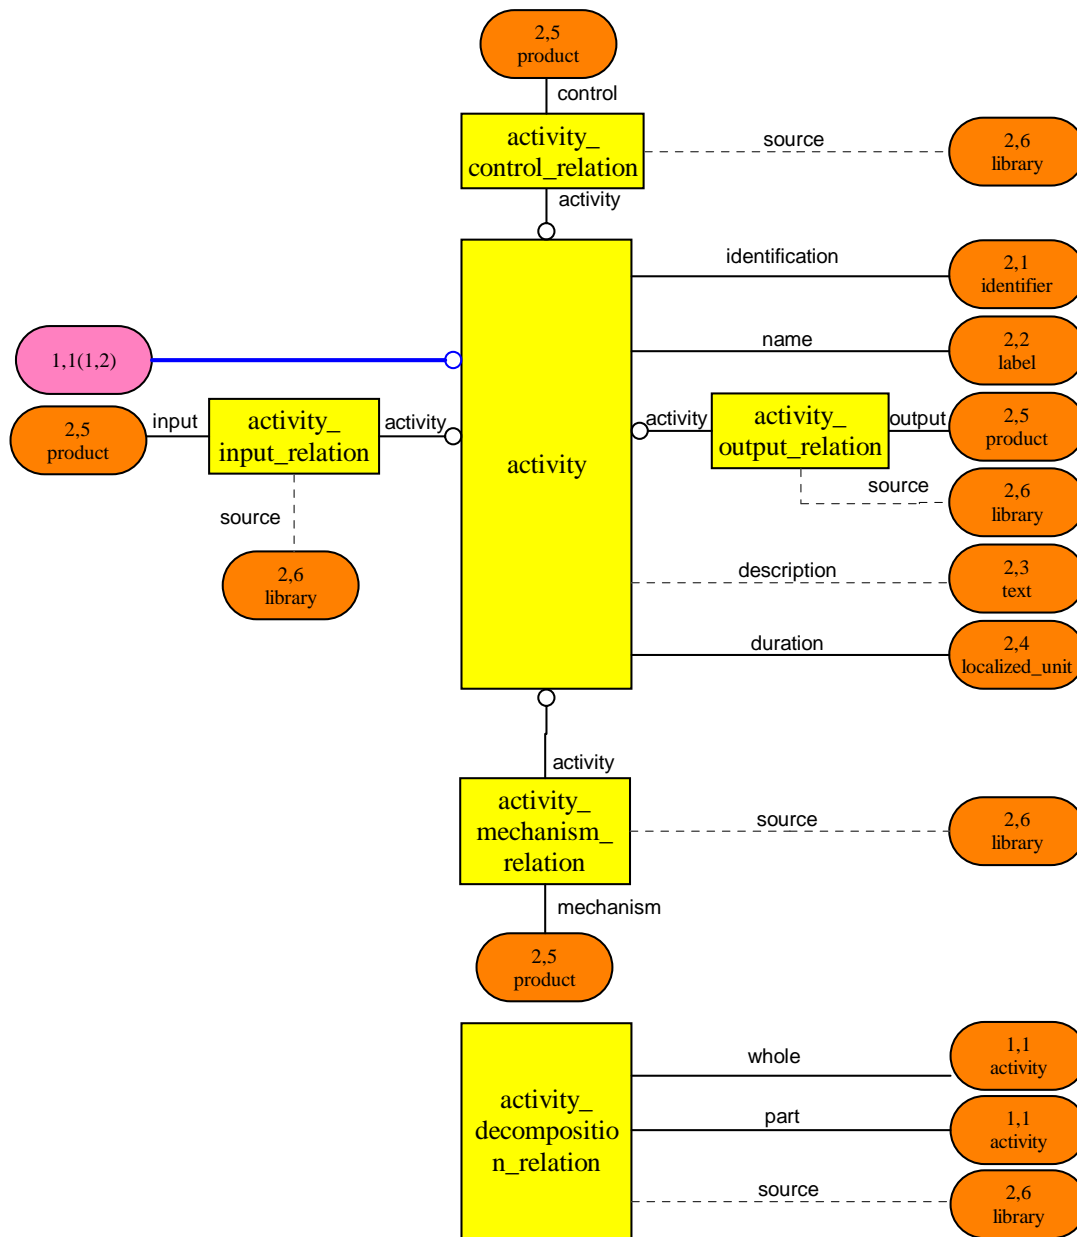 2,5
product
control
activity_
control_relation
source
2,6
library
activity
identification
2,1
identifier
name
2,2
label
1,1(1,2)
2,5
product
input
activity_
input_relation
activity
activity
activity
activity_
output_relation
output
2,5
product
source
2,6
library
source
2,6
library
description
2,3
text
duration
2,4
localized_unit
activity
activity_
mechanism_
relation
source
2,6
library
mechanism
2,5
product
activity_
decompositio
n_relation
whole
1,1
activity
part
1,1
activity
source
2,6
library